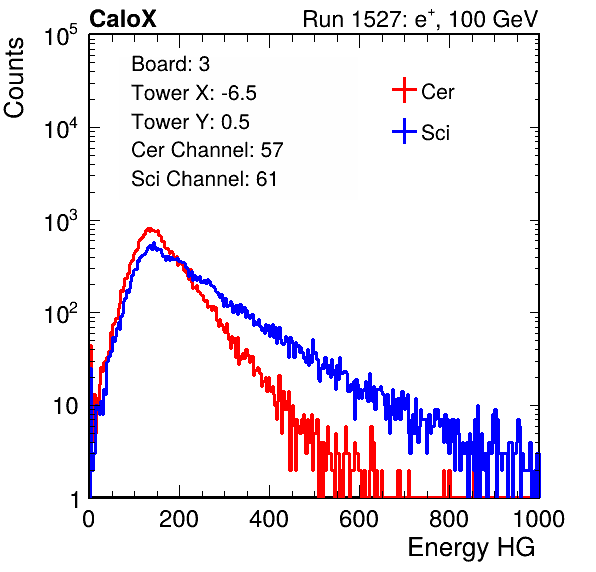 CaloX Run 1527: e⁺, 100 GeV
Counts
Board: 3
Tower X: -6.5
Tower Y: 0.5
Cer Channel: 57
Sci Channel: 61
Cer
Sci
10⁵
10⁴
10³
10²
10
1
0 200 400 600 800 1000
Energy HG